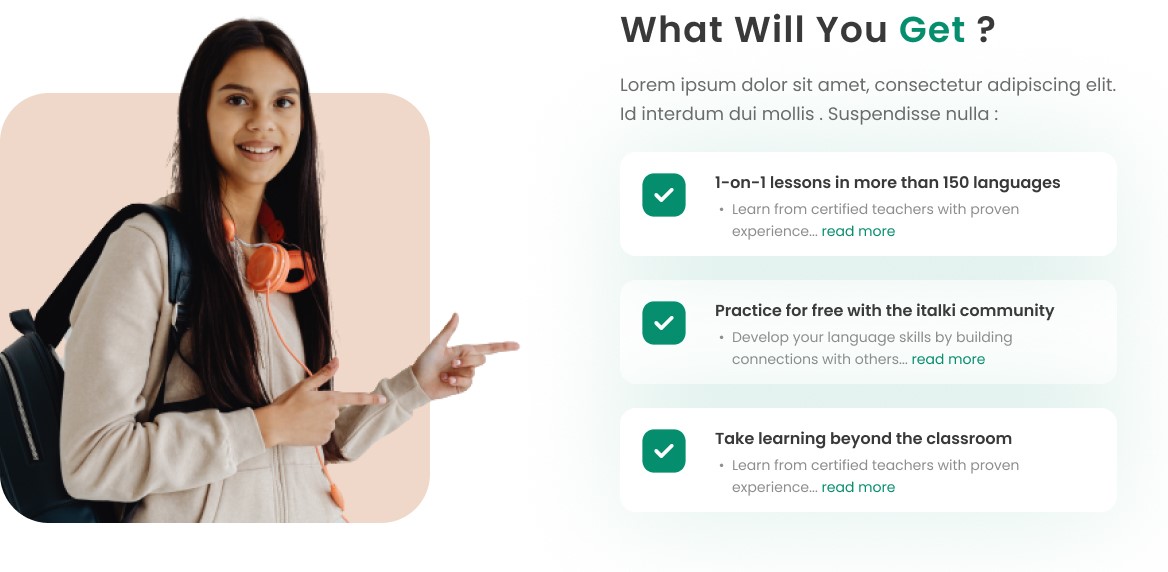 What Will You Get ?
Lorem ipsum dolor sit amet, consectetur adipiscing elit.
Id interdum dui mollis . Suspendisse nulla :
1-on-1 lessons in more than 150 languages
• Learn from certified teachers with proven
experience... read more
Practice for free with the italki community
• Develop your language skills by building
connections with others... read more
Take learning beyond the classroom
• Learn from certified teachers with proven
experience... read more